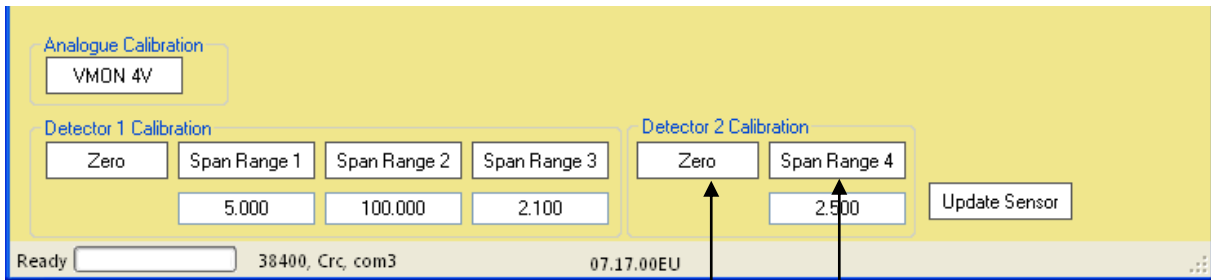 Analogue Calibration
VMON 4V
Detector 1 Calibration
Zero Span Range 1 Span Range 2 Span Range 3
5.000 100.000 2.100
Detector 2 Calibration
Zero Span Range 4
2.500
Update Sensor
Ready 38400, Crc, com3 07.17.00EU